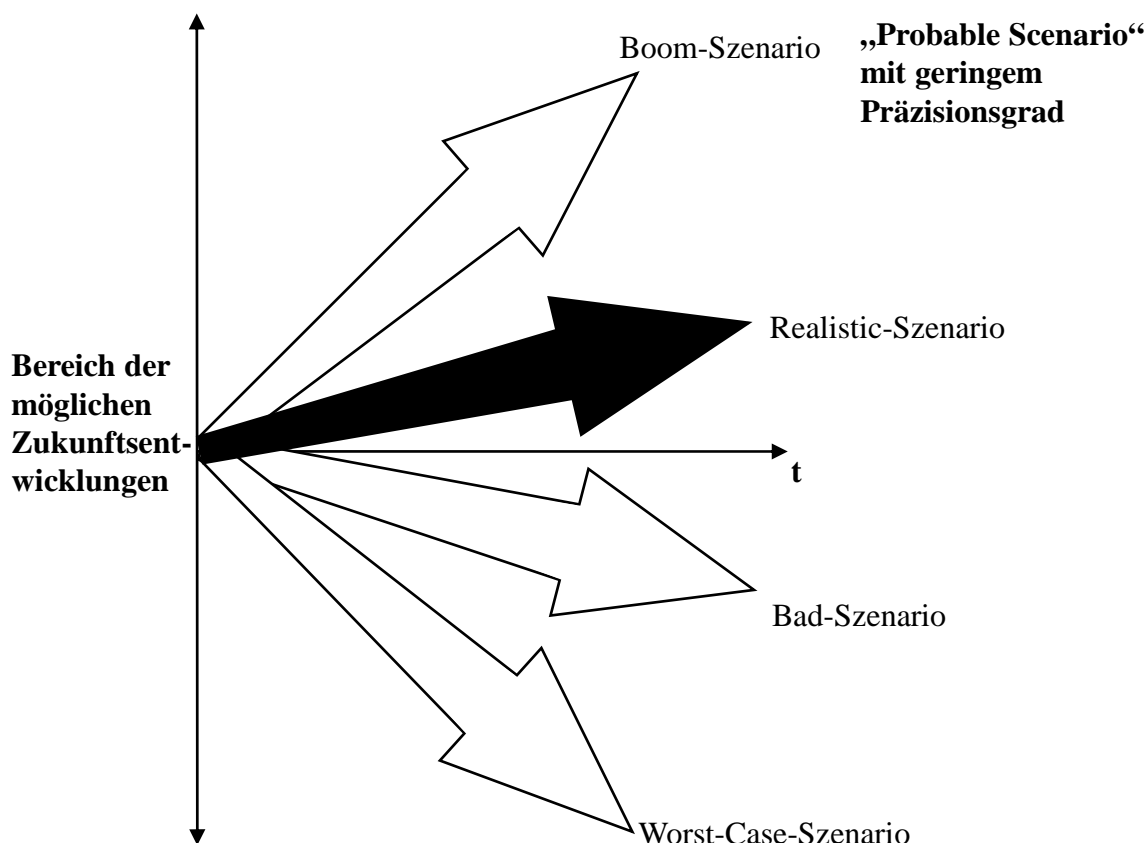 Boom-Szenario
„Probable Scenario“
mit geringem
Präzisionsgrad
Realistic-Szenario
Bereich der
möglichen
Zukunftsent-
wicklungen
t
Bad-Szenario
Worst-Case-Szenario